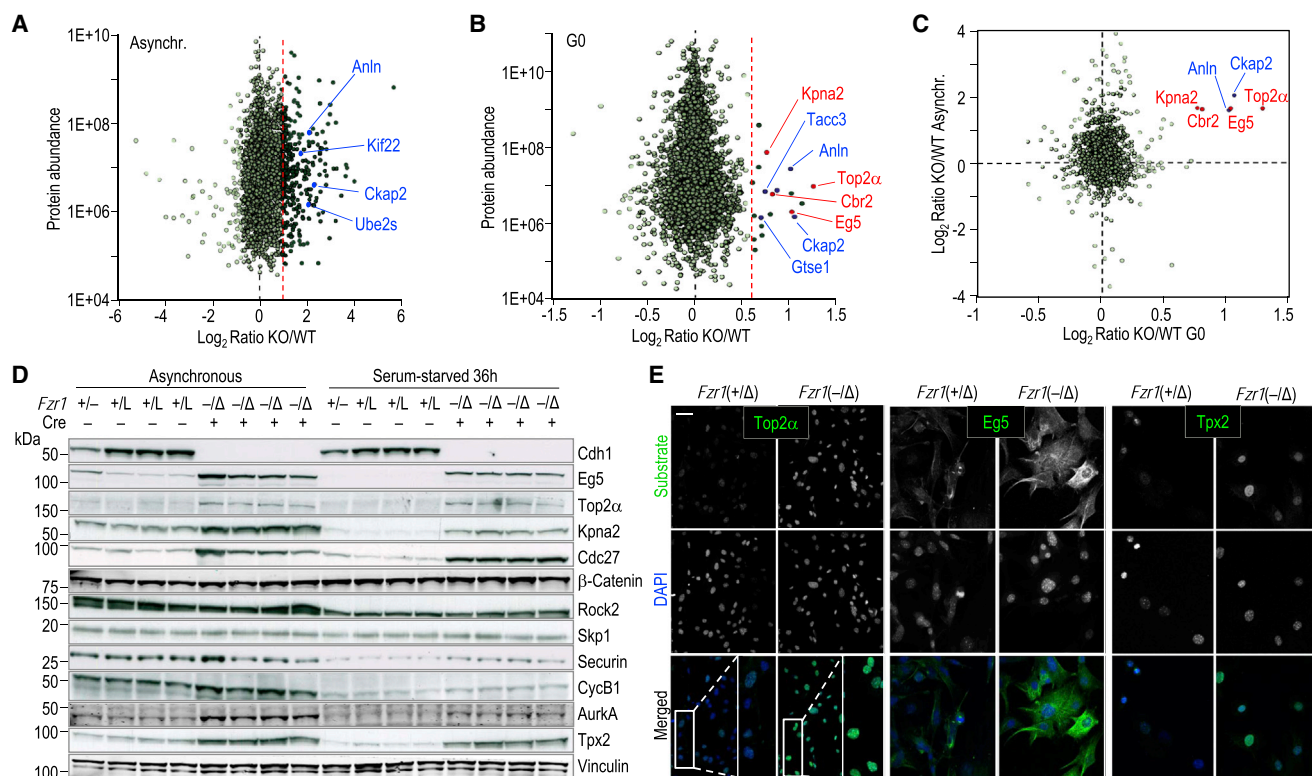 A
Asynchr.
1E+10
1E+08
1E+06
1E+04
Protein abundance
Anln
Kif22
Ckap2
Ube2s
-6 -4 -2 0 2 4 6
Log2 Ratio KO/WT
B
G0
1E+10
1E+08
1E+06
1E+04
Protein abundance
Kpna2
Tacc3
Anln
Top2α
Cbr2
Eg5
Ckap2
Gtse1
-1.5 -1 -0.5 0 0.5 1 1.5
Log2 Ratio KO/WT
C
4
2
0
-2
-4
Log2 Ratio KO/WT Asynchr.
Anln Ckap2
Kpna2 Top2α
Cbr2 Eg5
-1 -0.5 0 0.5 1 1.5
Log2 Ratio KO/WT G0
D
Asynchronous Serum-starved 36h
Fzr1 +/– +/L +/L +/L –/Δ –/Δ –/Δ –/Δ +/– +/L +/L +/L –/Δ –/Δ –/Δ –/Δ
Cre – – – – + + + + – – – – + + + +
kDa
50 Cdh1
100 Eg5
150 Top2α
50 Kpna2
100 Cdc27
75 β-Catenin
150 Rock2
20 Skp1
25 Securin
50 CycB1
50 AurkA
100 Tpx2
100 Vinculin
E
Fzr1(+/Δ) Fzr1(–/Δ) Fzr1(+/Δ) Fzr1(–/Δ) Fzr1(+/Δ) Fzr1(–/Δ)
Top2α Eg5 Tpx2
Substrate
DAPI
Merged